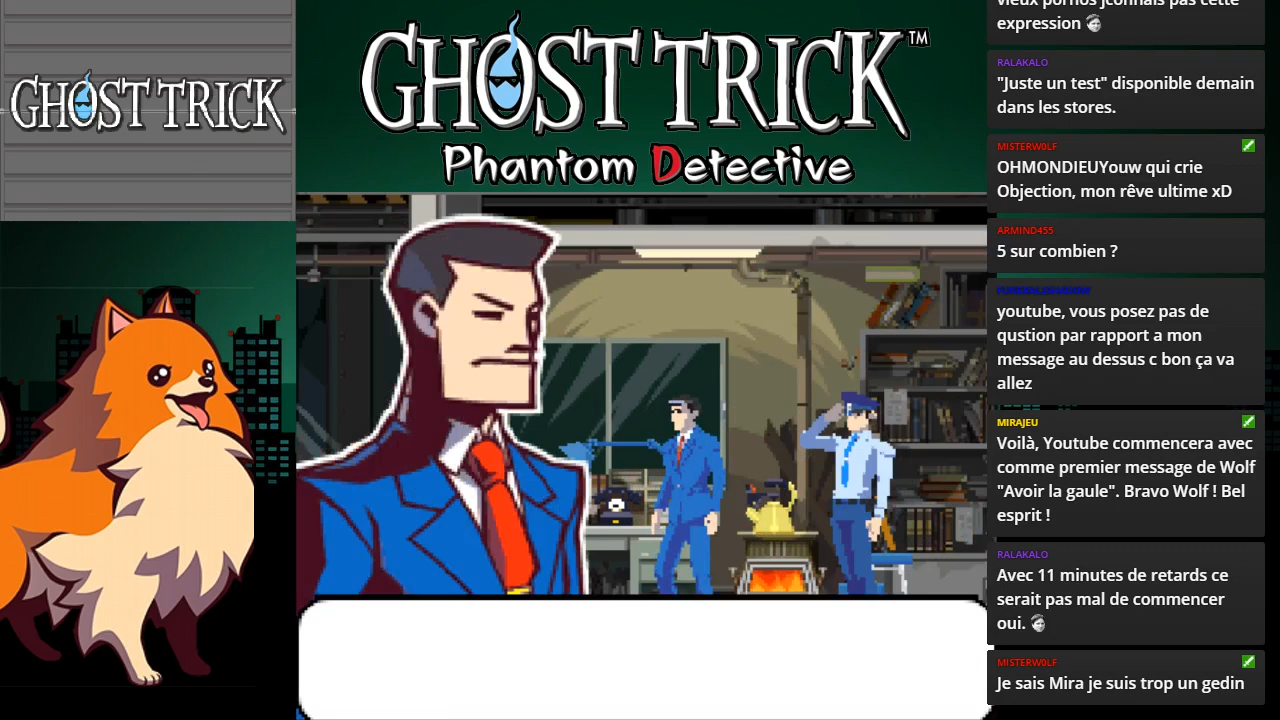 GHOST TRICK
GHOST TRICK™
Phantom Detective
vieux pornos jconnais pas cette
expression
RALAKALO
"Juste un test" disponible demain
dans les stores.
MISTERW0LF
OHMONDIEUYouw qui crie
Objection, mon rêve ultime xD
ARMIND455
5 sur combien ?
youtube, vous posez pas de
qustion par rapport a mon
message au dessus c bon ça va
allez
MIRAJEU
Voilà, Youtube commencera avec
comme premier message de Wolf
"Avoir la gaule". Bravo Wolf ! Bel
esprit !
RALAKALO
Avec 11 minutes de retards ce
serait pas mal de commencer
oui.
MISTERW0LF
Je sais Mira je suis trop un gedin